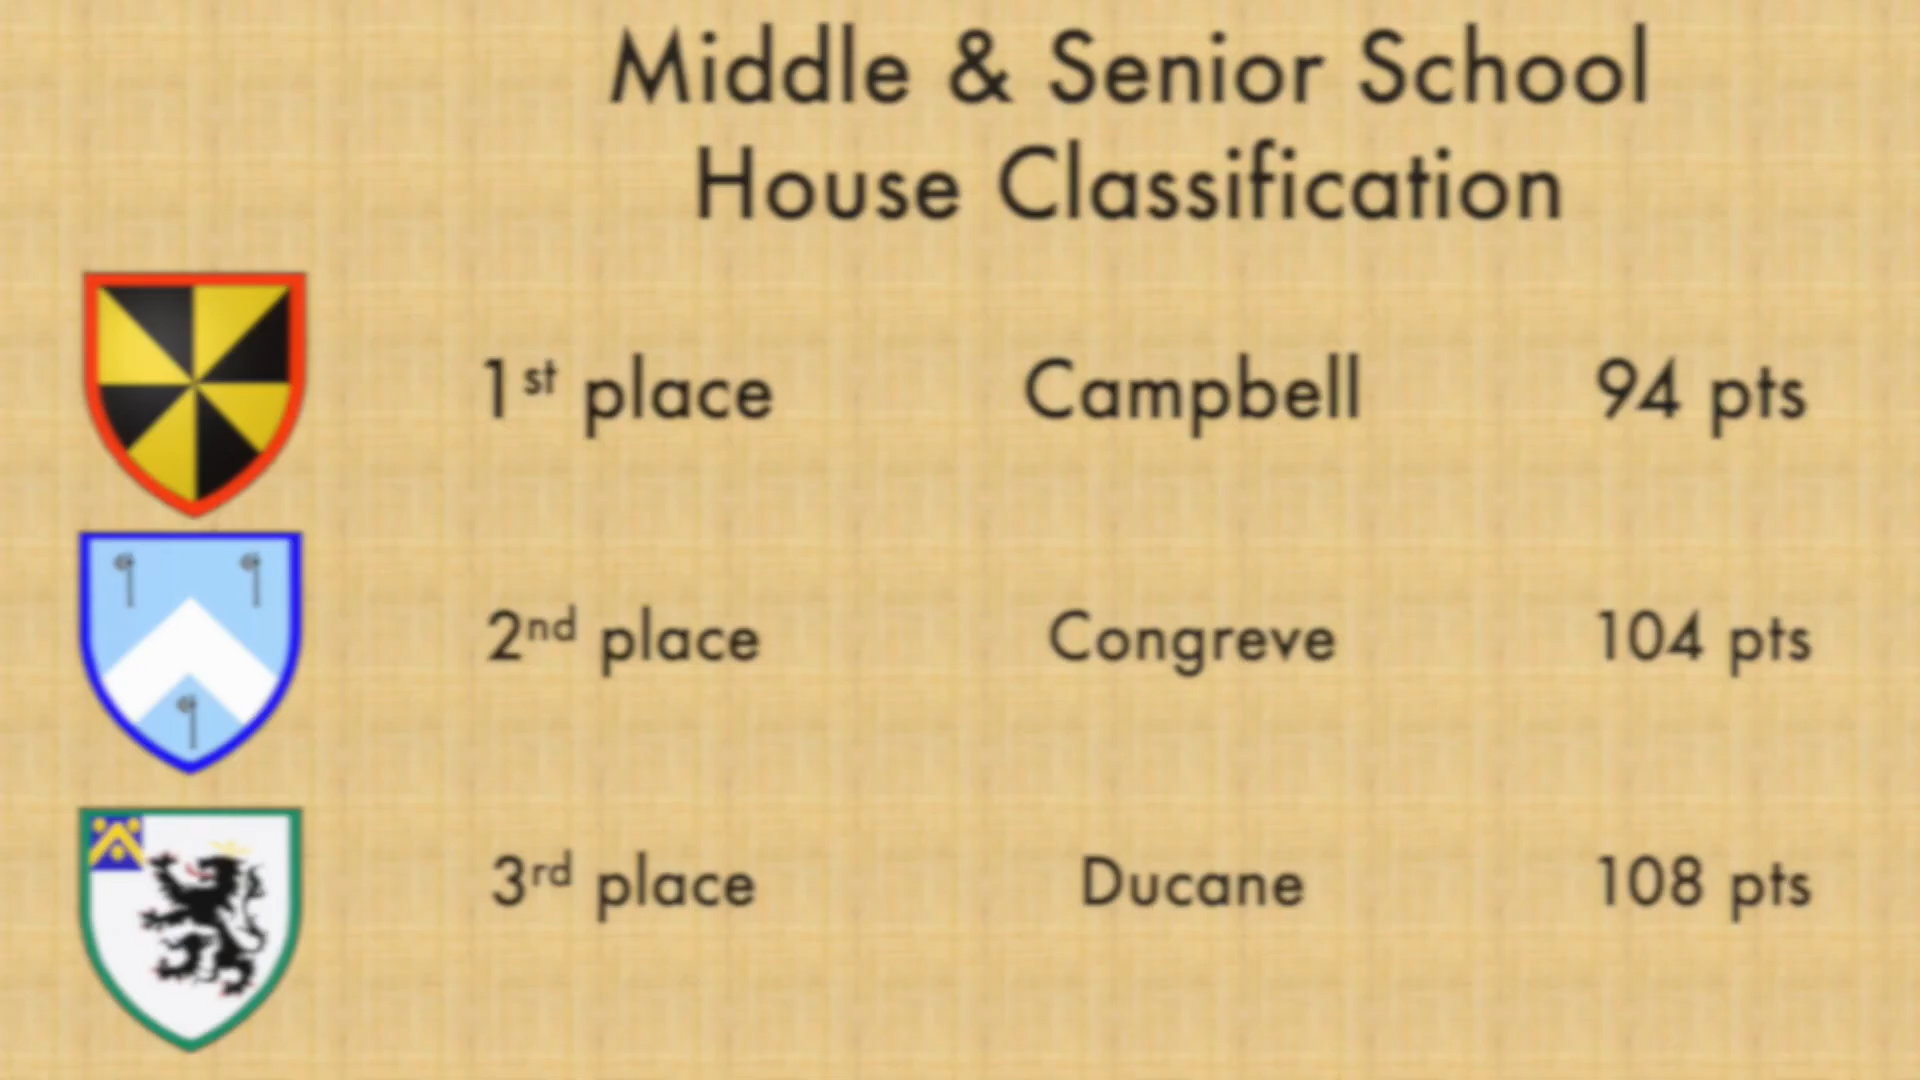 Middle & Senior School
House Classification
1st place Campbell 94 pts
2nd place Congreve 104 pts
3rd place Ducane 108 pts